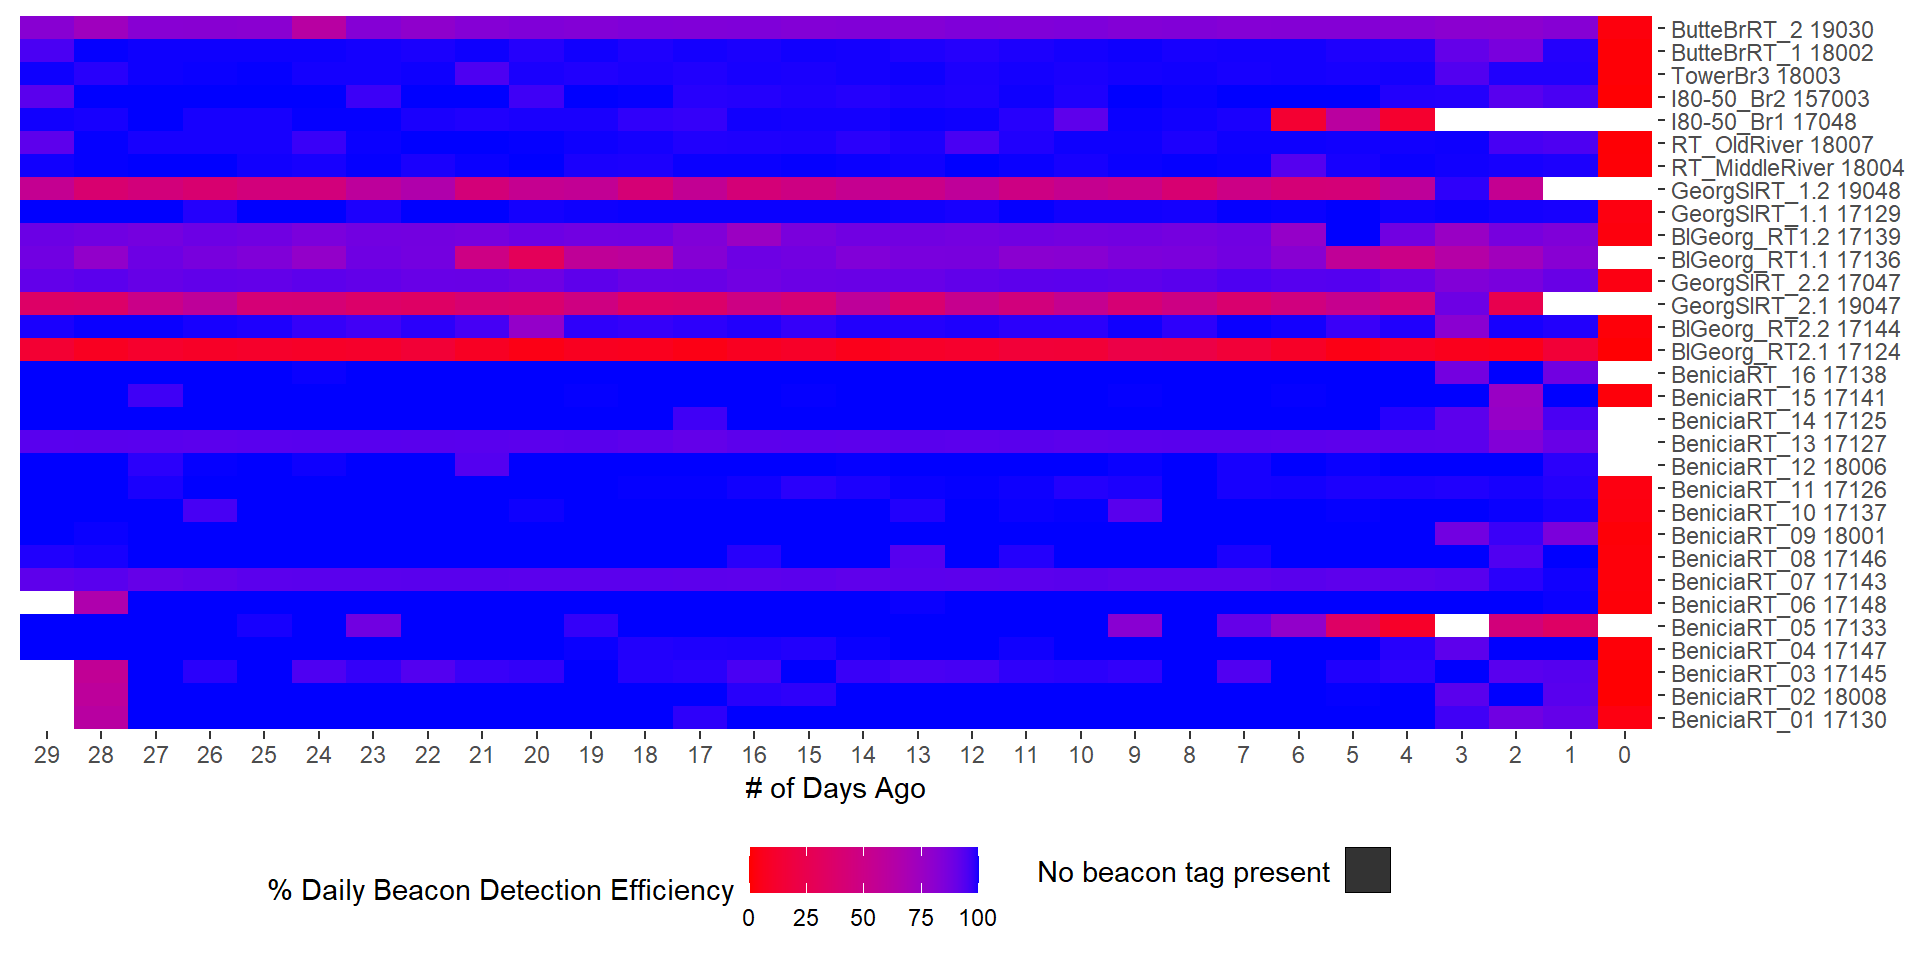 ButteBrRT_2 19030
ButteBrRT_1 18002
TowerBr3 18003
I80-50_Br2 157003
I80-50_Br1 17048
RT_OldRiver 18007
RT_MiddleRiver 18004
GeorgSlRT_1.2 19048
GeorgSlRT_1.1 17129
BlGeorg_RT1.2 17139
BlGeorg_RT1.1 17136
GeorgSlRT_2.2 17047
GeorgSlRT_2.1 19047
BlGeorg_RT2.2 17144
BlGeorg_RT2.1 17124
BeniciaRT_16 17138
BeniciaRT_15 17141
BeniciaRT_14 17125
BeniciaRT_13 17127
BeniciaRT_12 18006
BeniciaRT_11 17126
BeniciaRT_10 17137
BeniciaRT_09 18001
BeniciaRT_08 17146
BeniciaRT_07 17143
BeniciaRT_06 17148
BeniciaRT_05 17133
BeniciaRT_04 17147
BeniciaRT_03 17145
BeniciaRT_02 18008
BeniciaRT_01 17130
29 28 27 26 25 24 23 22 21 20 19 18 17 16 15 14 13 12 11 10 9 8 7 6 5 4 3 2 1 0
# of Days Ago
% Daily Beacon Detection Efficiency
0 25 50 75 100
No beacon tag present